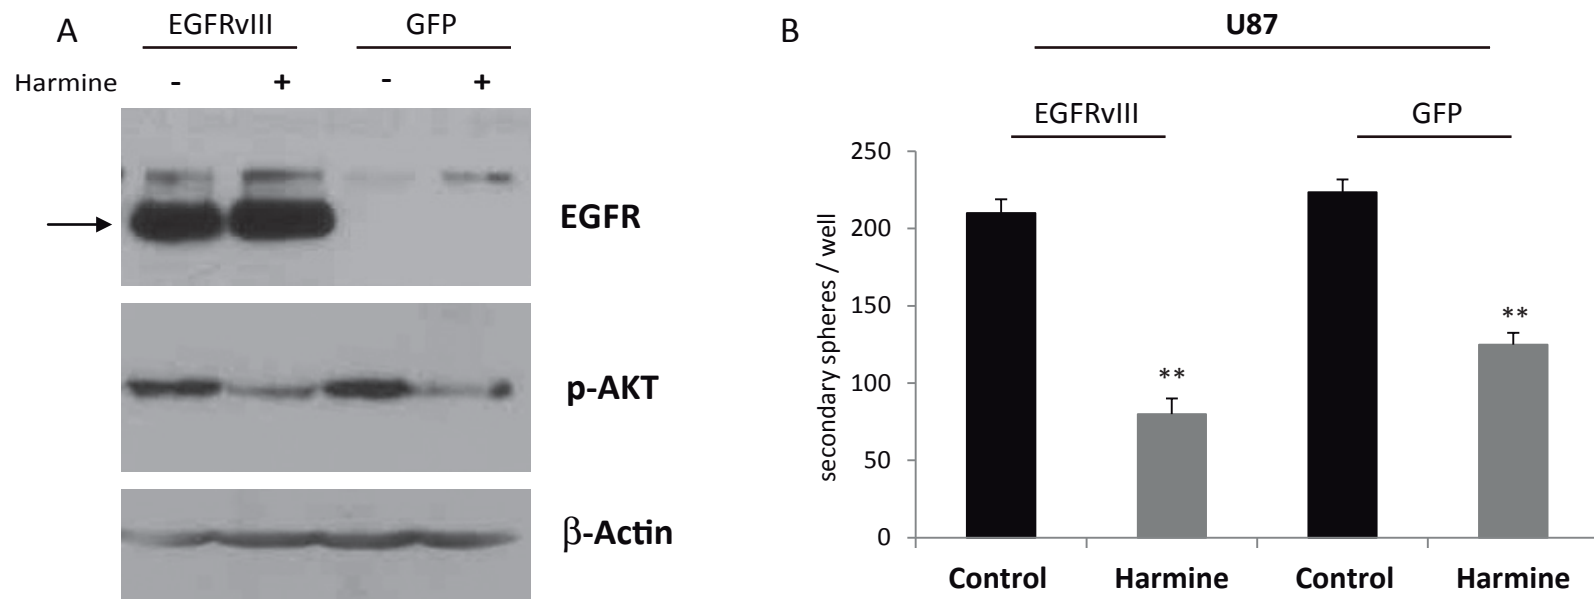 A
EGFRvIII GFP
Harmine - + - +
EGFR
p-AKT
β-Actin
B
U87
EGFRvIII GFP
secondary spheres / well
250
200
150
100
50
0
**
**
Control Harmine Control Harmine